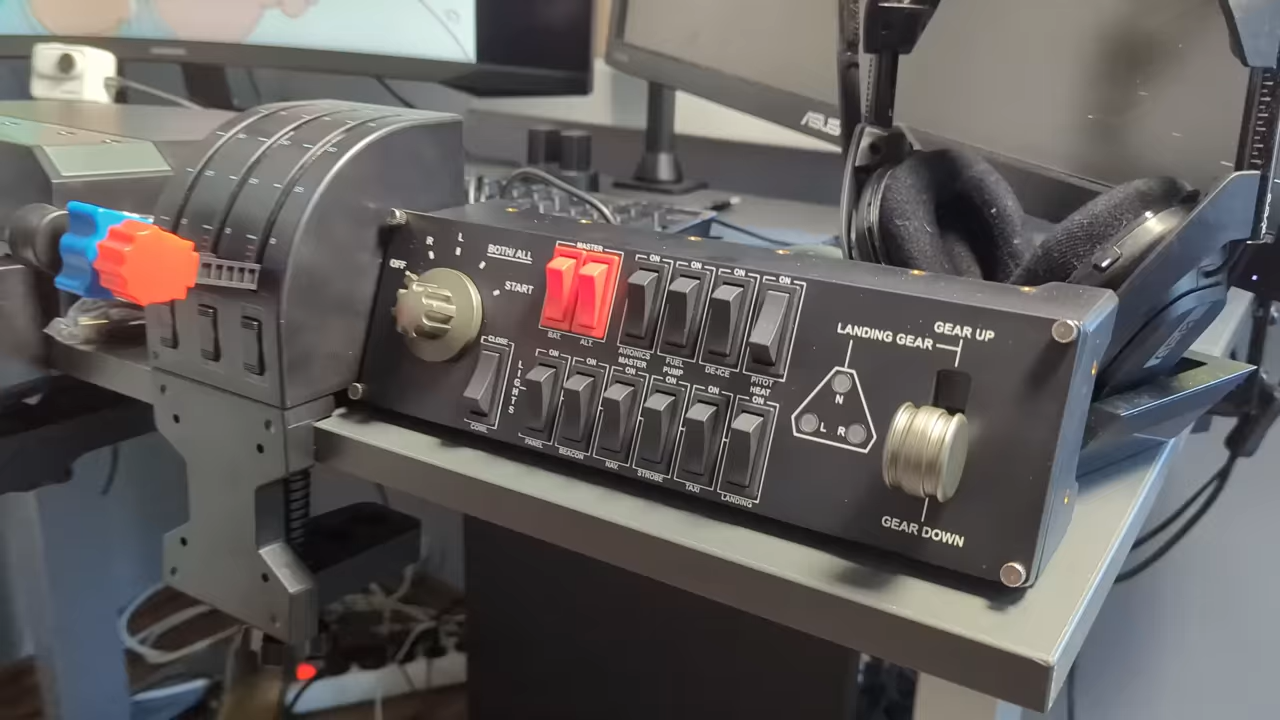 ASUS
OFF
R
L
BOTH/ALL
START
MASTER
BAT.
ALT.
ON
ON
ON
ON
AVIONICS
MASTER
FUEL
PUMP
DE-ICE
PITOT
HEAT
CLOSE
COWL
LIGHTS
ON
ON
ON
ON
ON
ON
PANEL
BEACON
NAV.
STROBE
TAXI
LANDING
LANDING GEAR
GEAR UP
N
L
R
GEAR DOWN